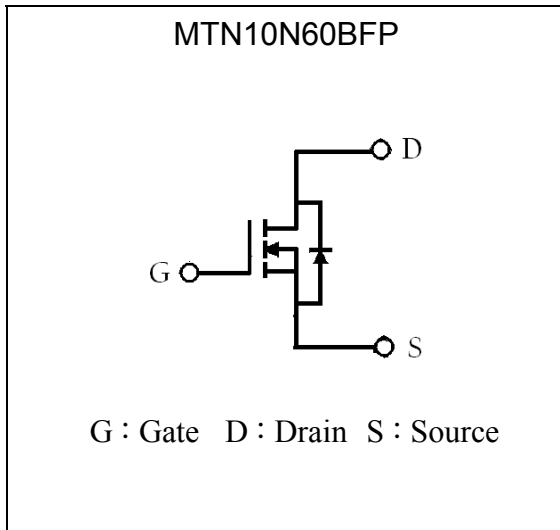 MTN10N60BFP
D
G
S
G：Gate D：Drain S：Source